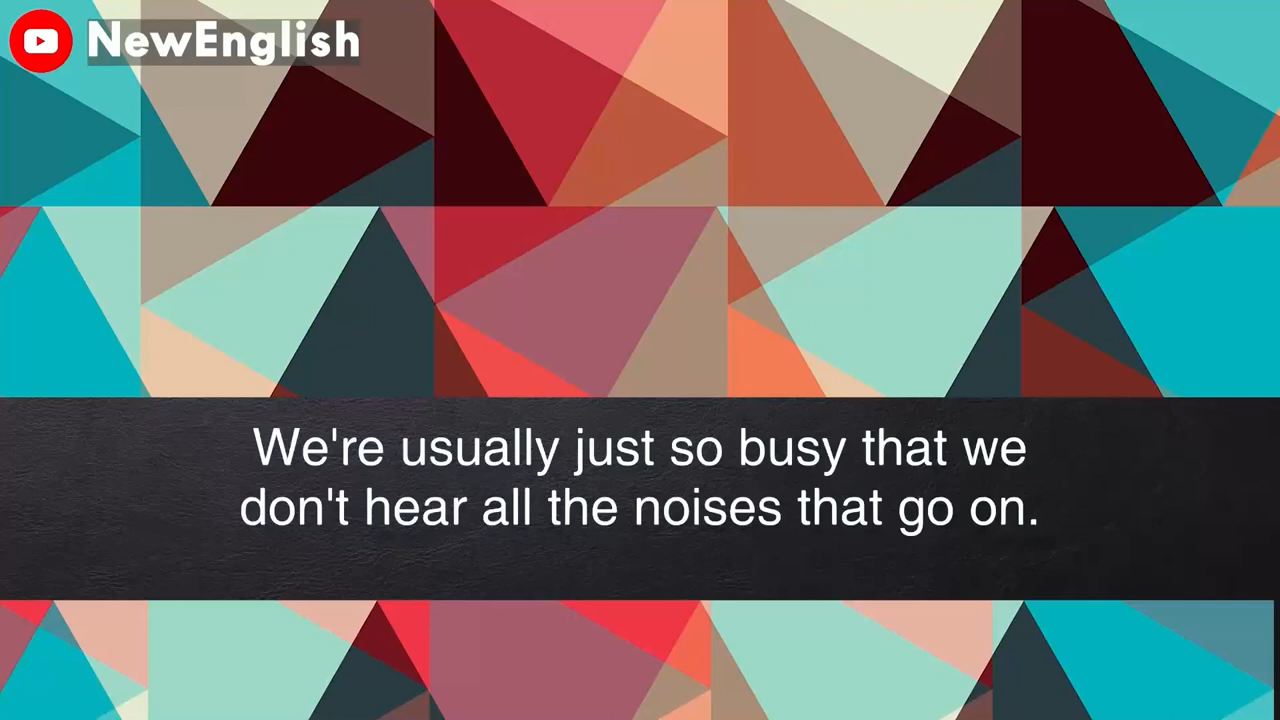 NewEnglish
We're usually just so busy that we
don't hear all the noises that go on.